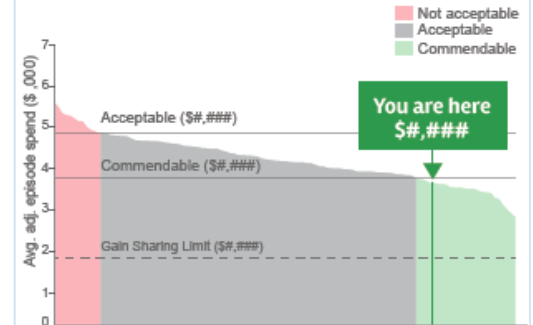 Not acceptable
Acceptable
Commendable
Avg. adj. episode spend ($ ,000)
7
6
5
4
3
2
1
0
Acceptable ($#,###)
Commendable ($#,###)
Gain Sharing Limit ($#,###)
You are here
$#,###